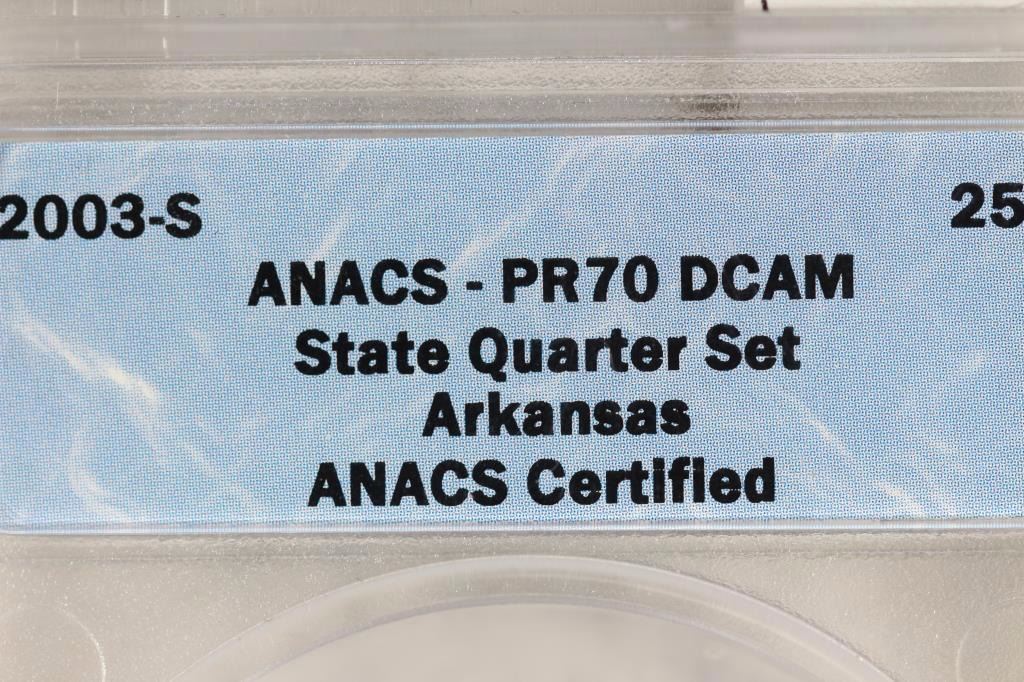 2003-S 25
ANACS - PR70 DCAM
State Quarter Set
Arkansas
ANACS Certified